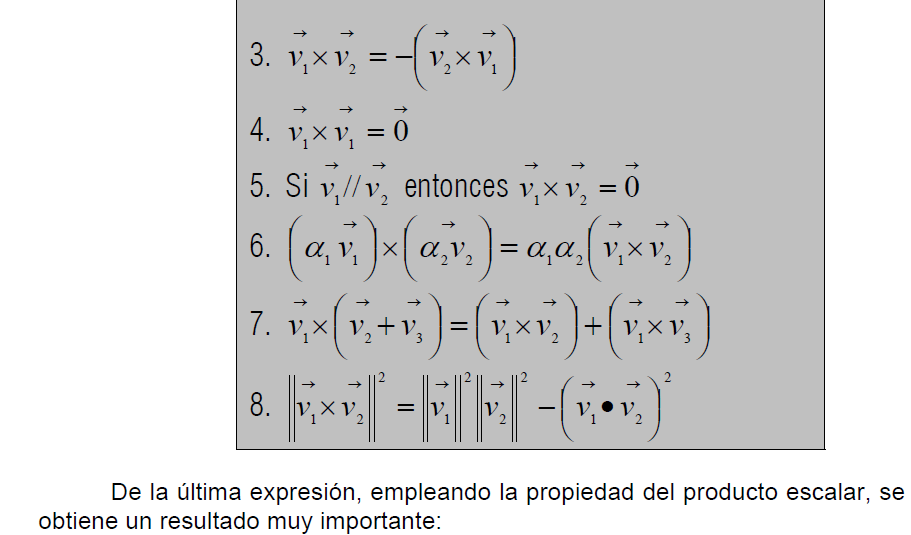 3. $\vec{v}_1 \times \vec{v}_2 = -\left(\vec{v}_2 \times \vec{v}_1\right)$
4. $\vec{v}_1 \times \vec{v}_1 = \vec{0}$
5. Si $\vec{v}_1 // \vec{v}_2$ entonces $\vec{v}_1 \times \vec{v}_2 = \vec{0}$
6. $\left(\alpha_1 \vec{v}_1\right) \times \left(\alpha_2 \vec{v}_2\right) = \alpha_1 \alpha_2 \left(\vec{v}_1 \times \vec{v}_2\right)$
7. $\vec{v}_1 \times \left(\vec{v}_2 + \vec{v}_3\right) = \left(\vec{v}_1 \times \vec{v}_2\right) + \left(\vec{v}_1 \times \vec{v}_3\right)$
8. $\left\|\vec{v}_1 \times \vec{v}_2\right\|^2 = \left\|\vec{v}_1\right\|^2 \left\|\vec{v}_2\right\|^2 - \left(\vec{v}_1 \bullet \vec{v}_2\right)^2$
De la última expresión, empleando la propiedad del producto escalar, se
obtiene un resultado muy importante: